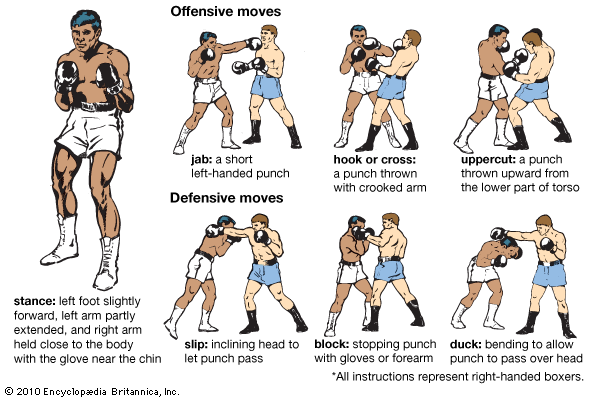 Offensive moves
jab: a short
left-handed punch
hook or cross:
a punch thrown
with crooked arm
uppercut: a punch
thrown upward from
the lower part of torso
Defensive moves
stance: left foot slightly
forward, left arm partly
extended, and right arm
held close to the body
with the glove near the chin
slip: inclining head to
let punch pass
block: stopping punch
with gloves or forearm
duck: bending to allow
punch to pass over head
*All instructions represent right-handed boxers.
© 2010 Encyclopædia Britannica, Inc.